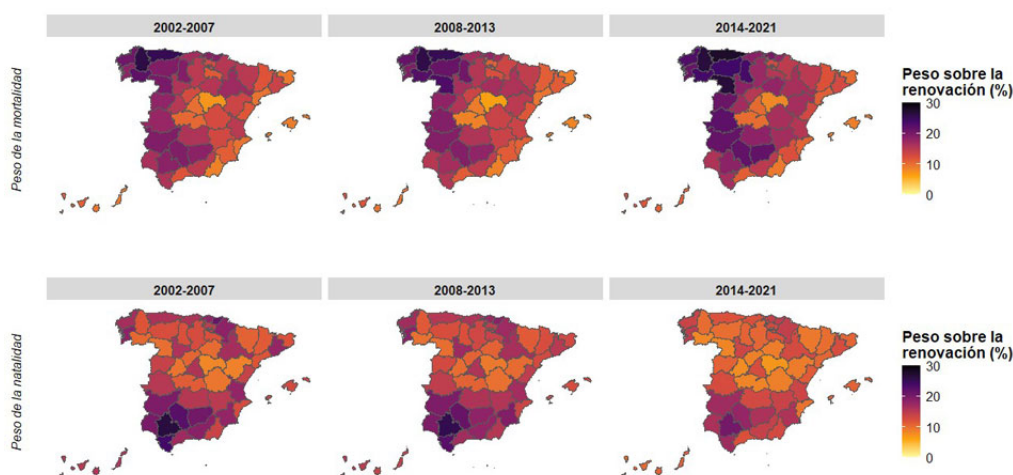 2002-2007
2008-2013
2014-2021
Peso de la mortalidad
Peso sobre la
renovación (%)
30
20
10
0
2002-2007
2008-2013
2014-2021
Peso de la natalidad
Peso sobre la
renovación (%)
30
20
10
0